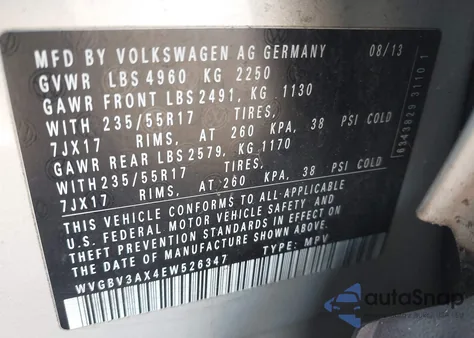 MFD BY VOLKSWAGEN AG GERMANY 08/13
GVWR LBS 4960 KG 2250
GAWR FRONT LBS 2491, KG 1130
WITH 235/55R17 TIRES,
7JX17 RIMS, AT 260 KPA, 38 PSI COLD
GAWR REAR LBS 2579, KG 1170
WITH 235/55R17 TIRES,
7JX17 RIMS, AT 260 KPA, 38 PSI COLD
THIS VEHICLE CONFORMS TO ALL APPLICABLE
U.S. FEDERAL MOTOR VEHICLE SAFETY AND
THEFT PREVENTION STANDARDS IN EFFECT ON
THE DATE OF MANUFACTURE SHOWN ABOVE.
WVGBV3AX4EW526347 TYPE: MPV
autoSnap